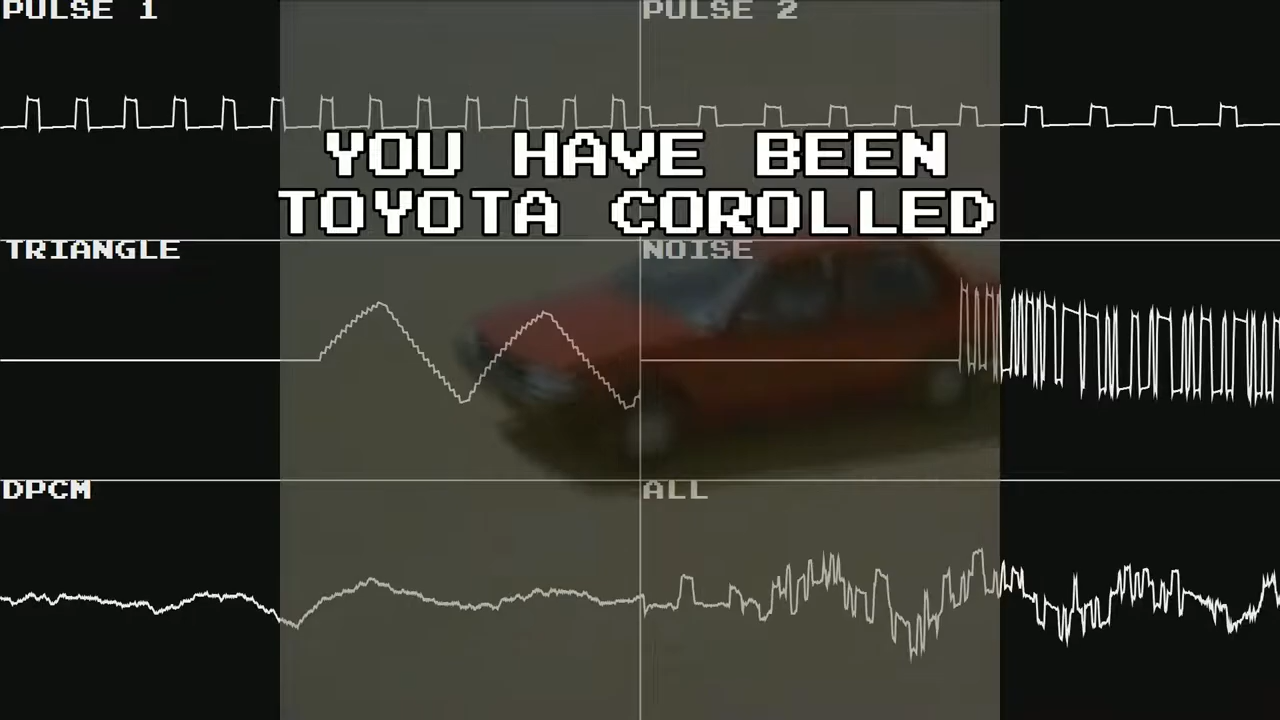 PULSE 1
PULSE 2
YOU HAVE BEEN
TOYOTA COROLLED
TRIANGLE
NOISE
DPCM
ALL